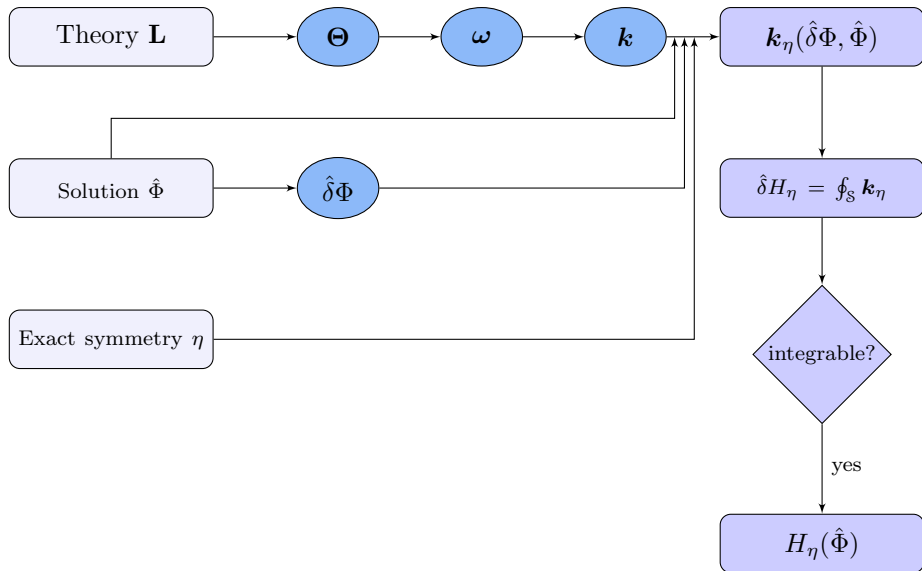 Theory 𝐋
𝚯
𝝎
𝒌
𝒌_η(δ̂Φ, Φ̂)
Solution Φ̂
δ̂Φ
δ̂H_η = ∮_𝒮 𝒌_η
Exact symmetry η
integrable?
yes
H_η(Φ̂)